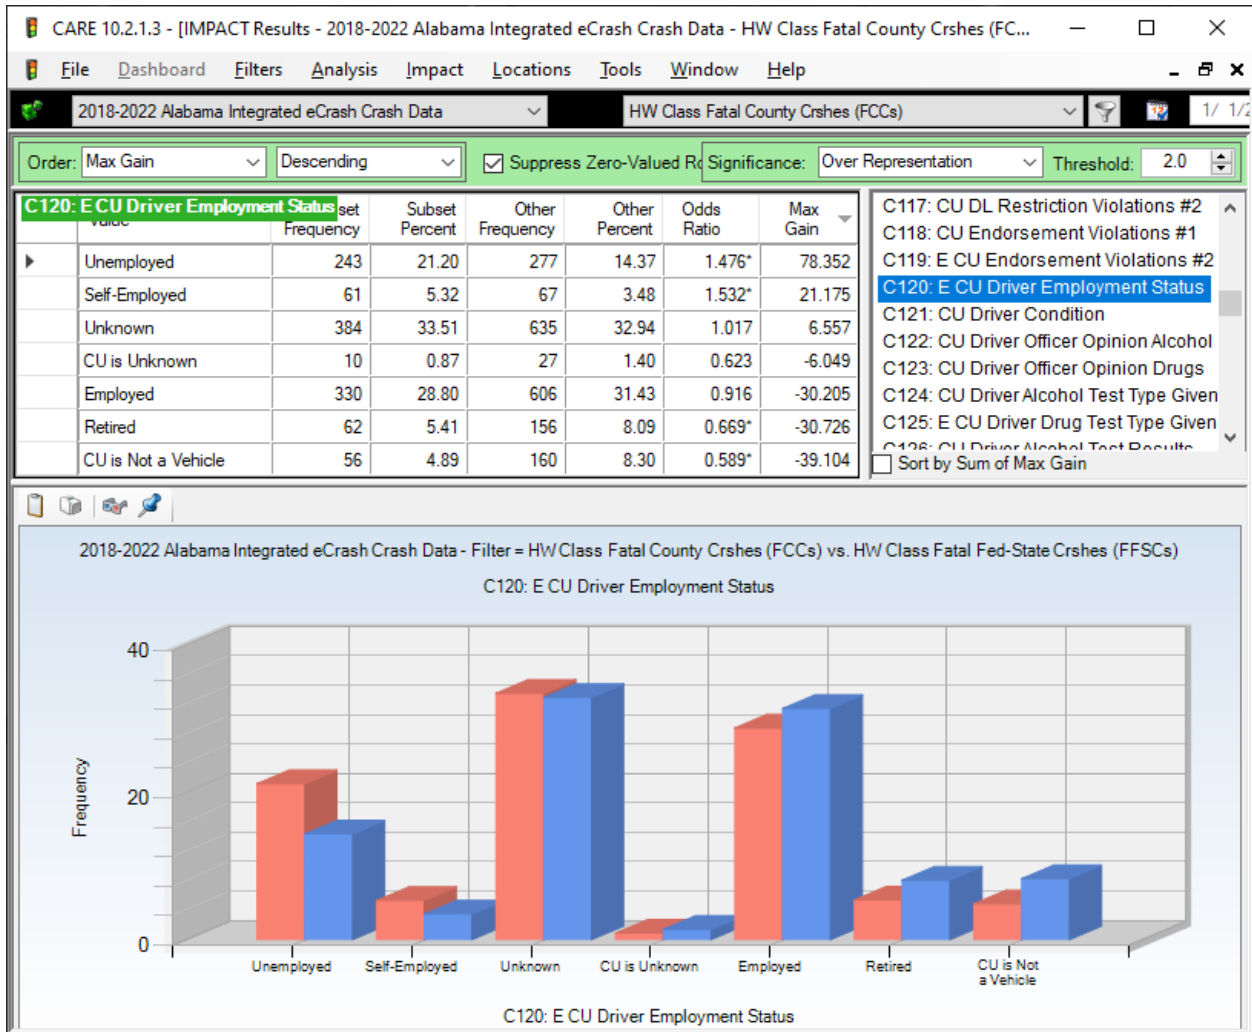 CARE 10.2.1.3 - [IMPACT Results - 2018-2022 Alabama Integrated eCrash Crash Data - HW Class Fatal County Crshes (FC...
File Dashboard Filters Analysis Impact Locations Tools Window Help
2018-2022 Alabama Integrated eCrash Crash Data HW Class Fatal County Crshes (FCCs) 1/ 1/2
Order: Max Gain Descending Suppress Zero-Valued Ro Significance: Over Representation Threshold: 2.0
C120: E CU Driver Employment Status
Value set Frequency Subset Percent Other Frequency Other Percent Odds Ratio Max Gain
Unemployed 243 21.20 277 14.37 1.476* 78.352
Self-Employed 61 5.32 67 3.48 1.532* 21.175
Unknown 384 33.51 635 32.94 1.017 6.557
CU is Unknown 10 0.87 27 1.40 0.623 -6.049
Employed 330 28.80 606 31.43 0.916 -30.205
Retired 62 5.41 156 8.09 0.669* -30.726
CU is Not a Vehicle 56 4.89 160 8.30 0.589* -39.104
C117: CU DL Restriction Violations #2
C118: CU Endorsement Violations #1
C119: E CU Endorsement Violations #2
C120: E CU Driver Employment Status
C121: CU Driver Condition
C122: CU Driver Officer Opinion Alcohol
C123: CU Driver Officer Opinion Drugs
C124: CU Driver Alcohol Test Type Given
C125: E CU Driver Drug Test Type Given
C126: CU Driver Alcohol Test Results
Sort by Sum of Max Gain
2018-2022 Alabama Integrated eCrash Crash Data - Filter = HW Class Fatal County Crshes (FCCs) vs. HW Class Fatal Fed-State Crshes (FFSCs)
C120: E CU Driver Employment Status
40
20
0
Frequency
Unemployed Self-Employed Unknown CU is Unknown Employed Retired CU is Not
a Vehicle
C120: E CU Driver Employment Status